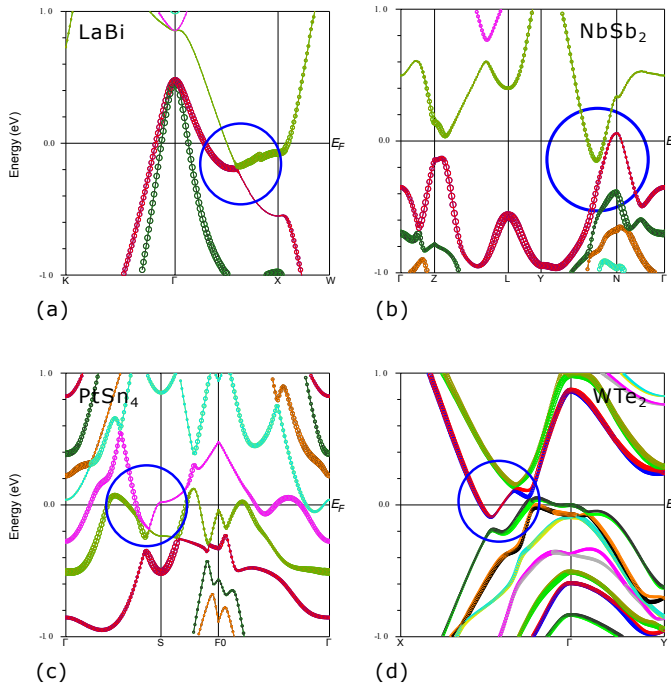 LaBi
1.0
0.0
-1.0
Energy (eV)
E_F
K Γ X W
(a)
NbSb₂
1.0
0.0
-1.0
E
Γ Z L Y N Γ
(b)
PtSn₄
1.0
0.0
-1.0
Energy (eV)
E_F
Γ S F0 Γ
(c)
WTe₂
1.0
0.0
-1.0
E
X Γ Y
(d)